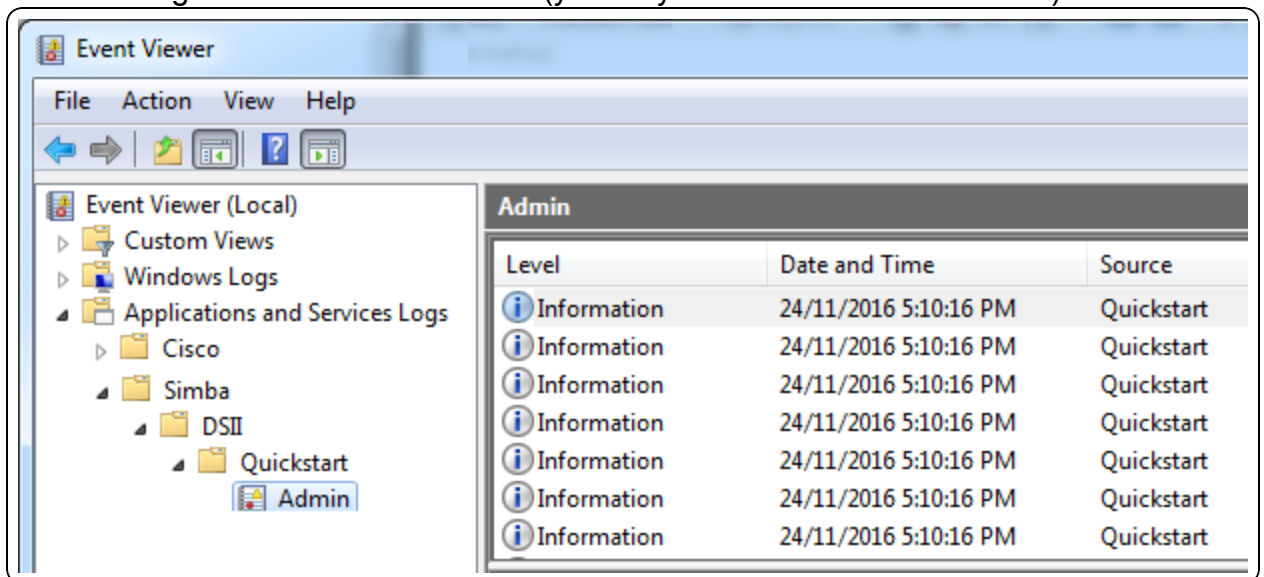 Event Viewer
File Action View Help
Event Viewer (Local)
Custom Views
Windows Logs
Applications and Services Logs
Cisco
Simba
DSII
Quickstart
Admin
Admin
Level Date and Time Source
Information 24/11/2016 5:10:16 PM Quickstart
Information 24/11/2016 5:10:16 PM Quickstart
Information 24/11/2016 5:10:16 PM Quickstart
Information 24/11/2016 5:10:16 PM Quickstart
Information 24/11/2016 5:10:16 PM Quickstart
Information 24/11/2016 5:10:16 PM Quickstart
Information 24/11/2016 5:10:16 PM Quickstart